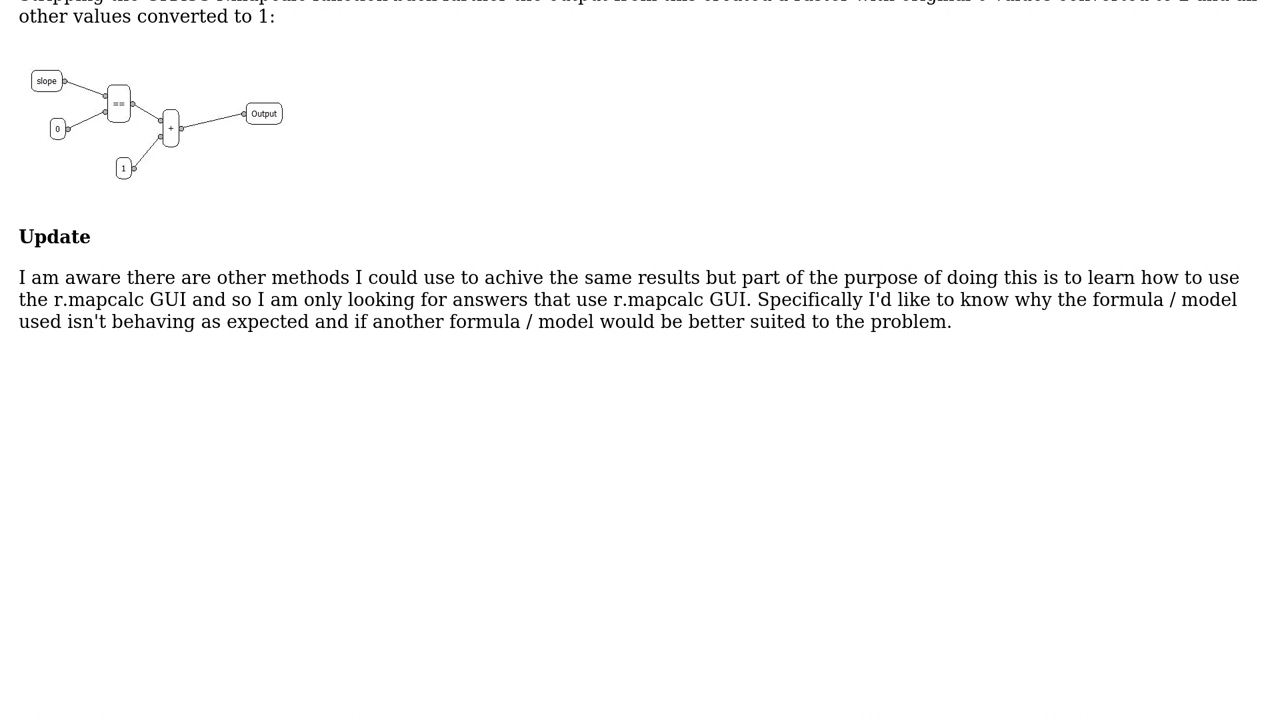 other values converted to 1:
slope
==
0
+
Output
1
Update
I am aware there are other methods I could use to achive the same results but part of the purpose of doing this is to learn how to use
the r.mapcalc GUI and so I am only looking for answers that use r.mapcalc GUI. Specifically I'd like to know why the formula / model
used isn't behaving as expected and if another formula / model would be better suited to the problem.